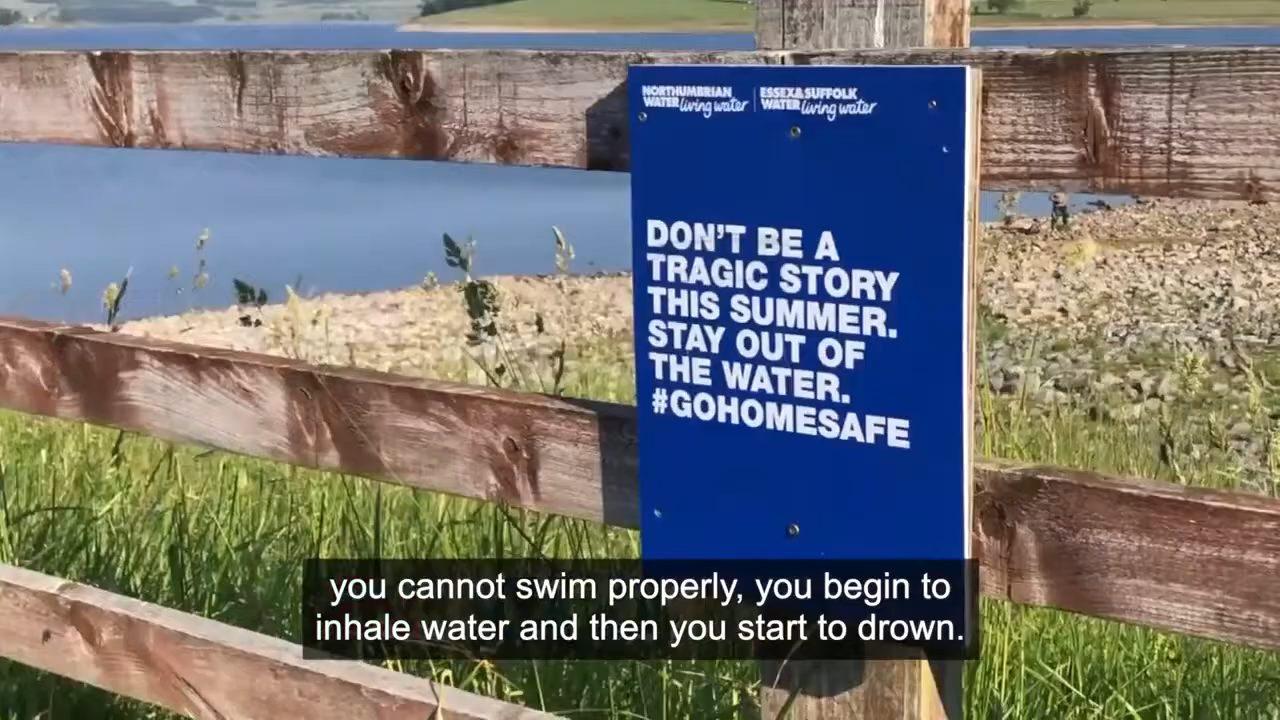 NORTHUMBRIAN
WATER living water
ESSEX&SUFFOLK
WATER living water
DON'T BE A
TRAGIC STORY
THIS SUMMER.
STAY OUT OF
THE WATER.
#GOHOMESAFE
you cannot swim properly, you begin to
inhale water and then you start to drown.